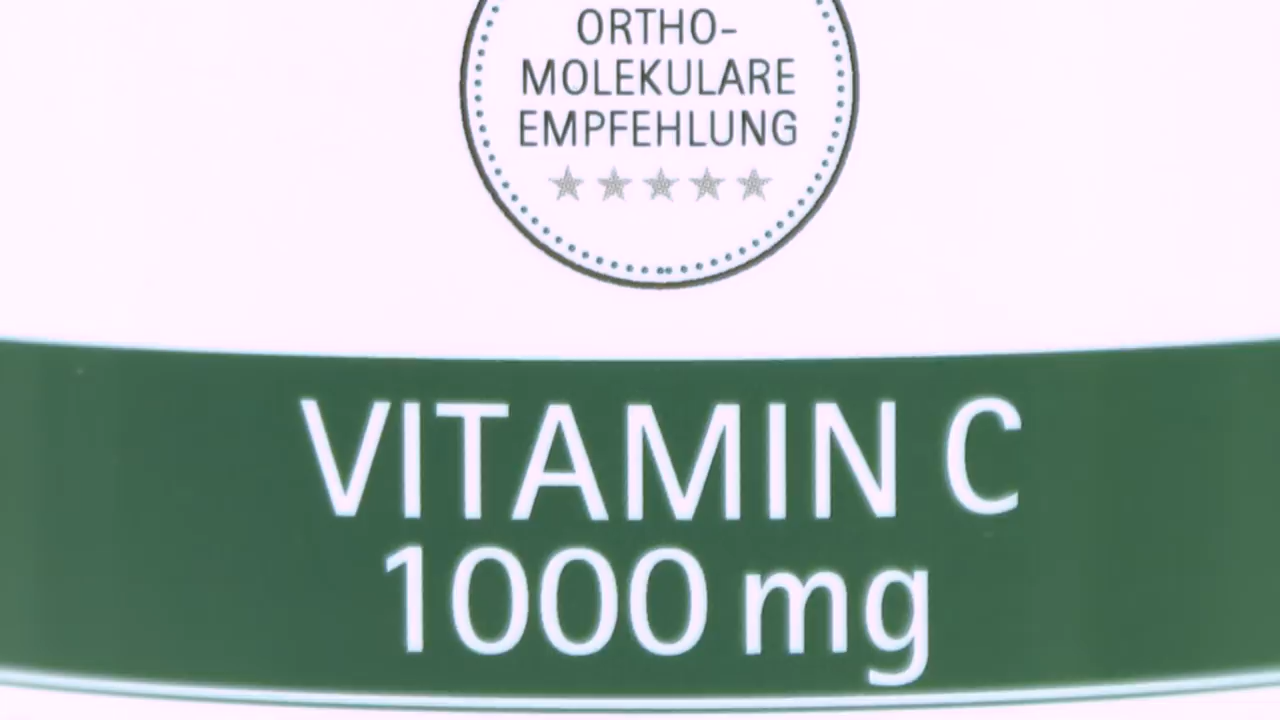 ORTHO-
MOLEKULARE
EMPFEHLUNG
VITAMIN C
1000 mg